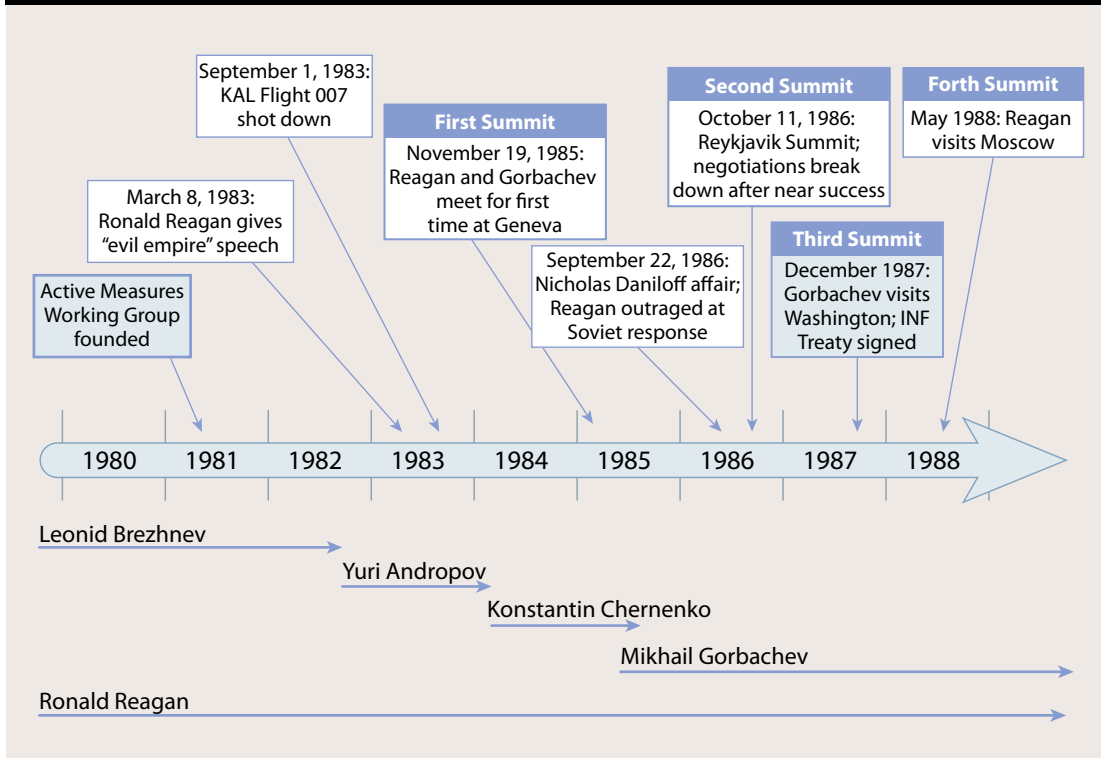 September 1, 1983:
KAL Flight 007
shot down
March 8, 1983:
Ronald Reagan gives
“evil empire” speech
Active Measures
Working Group
founded
First Summit
November 19, 1985:
Reagan and Gorbachev
meet for first
time at Geneva
September 22, 1986:
Nicholas Daniloff affair;
Reagan outraged at
Soviet response
Second Summit
October 11, 1986:
Reykjavik Summit;
negotiations break
down after near success
Third Summit
December 1987:
Gorbachev visits
Washington; INF
Treaty signed
Forth Summit
May 1988: Reagan
visits Moscow
1980 1981 1982 1983 1984 1985 1986 1987 1988
Leonid Brezhnev
Yuri Andropov
Konstantin Chernenko
Mikhail Gorbachev
Ronald Reagan